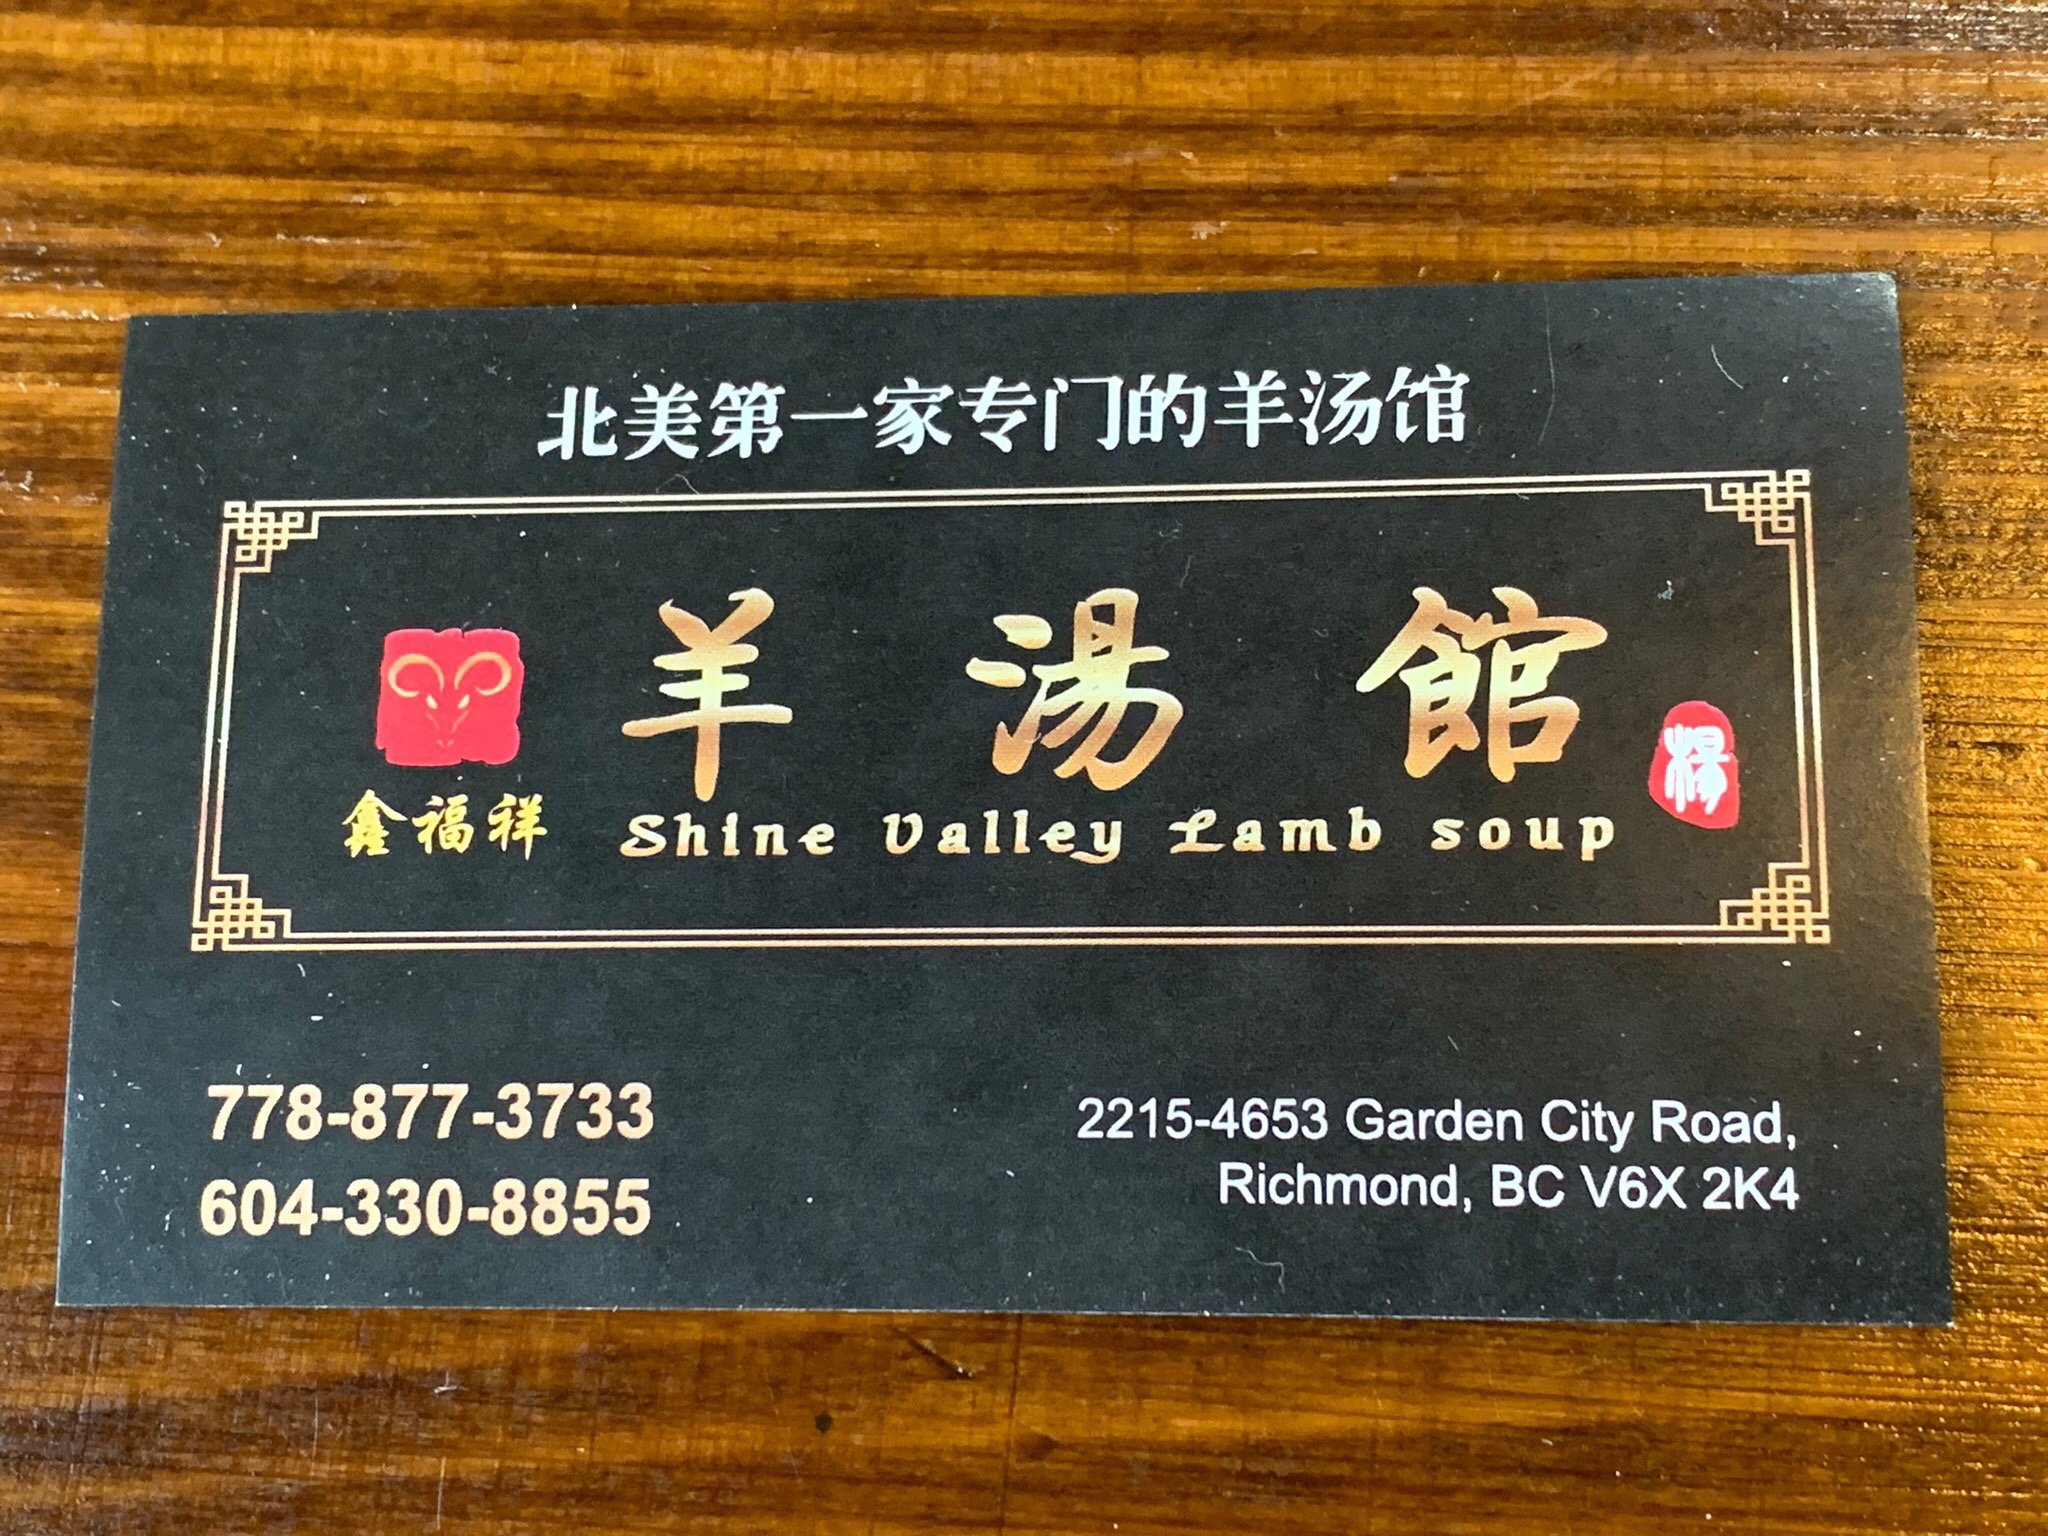 北美第一家专门的羊汤馆
羊湯館
鑫福祥
Shine Valley Lamb soup
778-877-3733
604-330-8855
2215-4653 Garden City Road,
Richmond, BC V6X 2K4